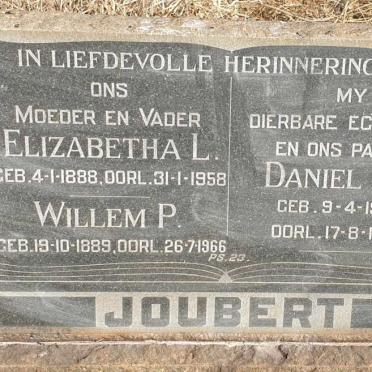 IN LIEFDEVOLLE HERINNERING
ONS
MOEDER EN VADER
ELIZABETHA L.
GEB. 4-1-1888, OORL. 31-1-1958
WILLEM P.
GEB. 19-10-1889, OORL. 26-7-1966
PS. 23.
MY
DIERBARE
EN ONS
DANIEL
GEB. 9-4-
OORL. 17-8-
JOUBERT